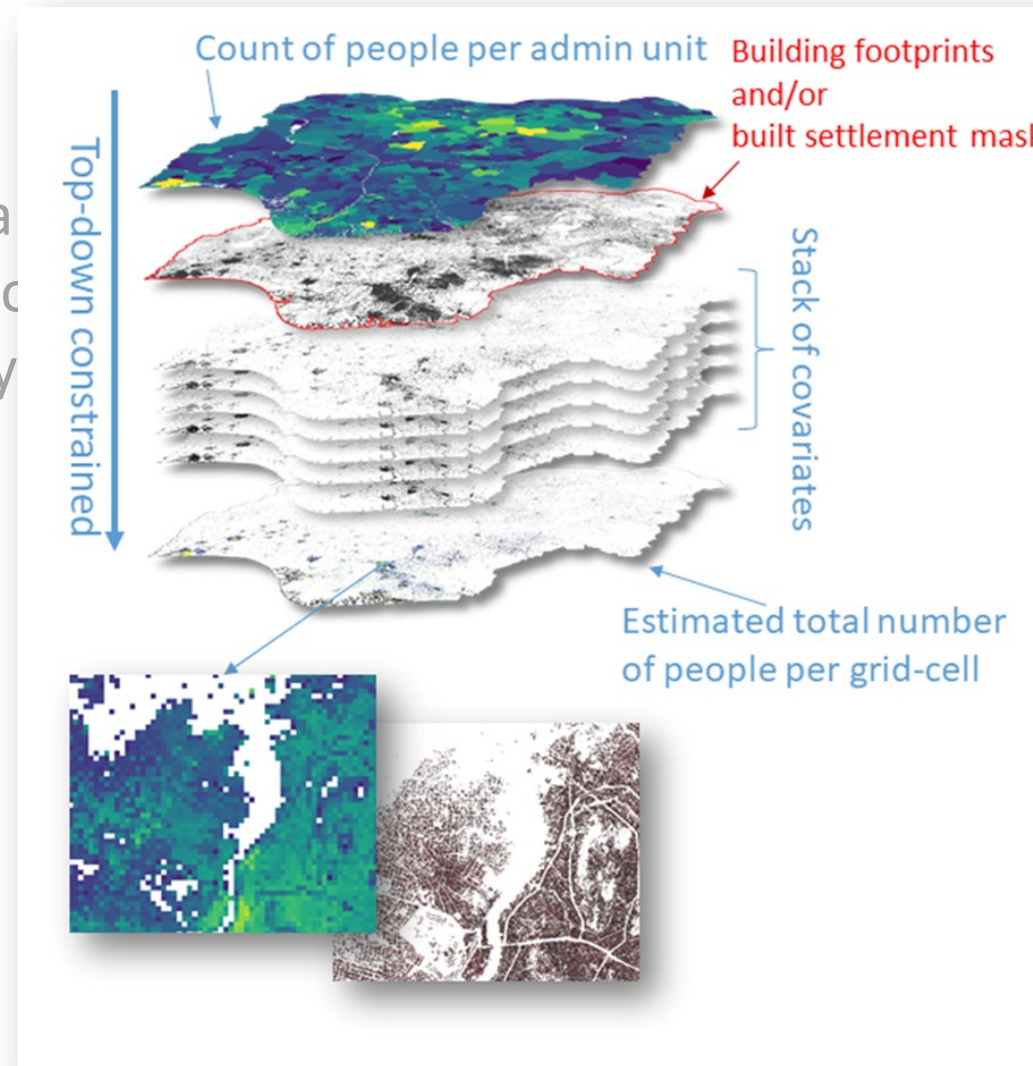 Count of people per admin unit
Building footprints
and/or
built settlement mas
Top-down constrained
Stack of covariates
Estimated total number
of people per grid-cell